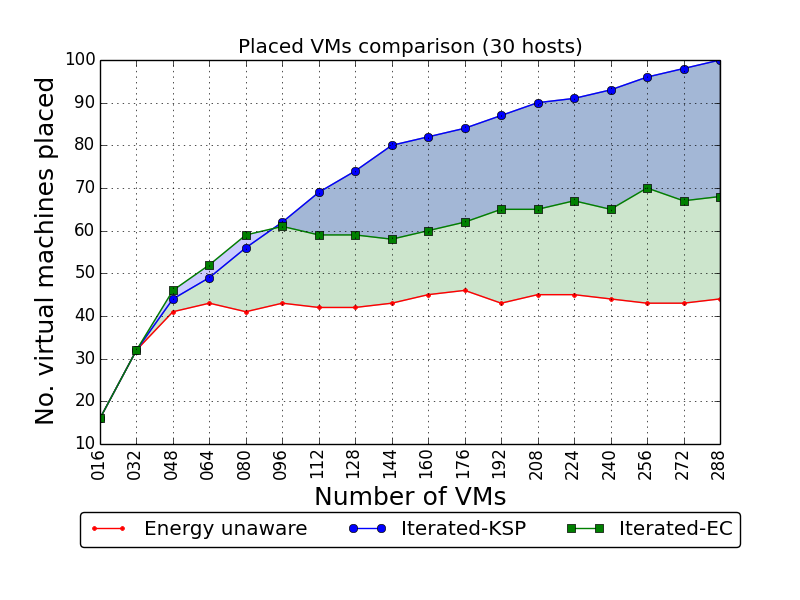 Placed VMs comparison (30 hosts)
100
90
80
70
60
50
40
30
20
10
No. virtual machines placed
016 032 048 064 080 096 112 128 144 160 176 192 208 224 240 256 272 288
Number of VMs
Energy unaware Iterated-KSP Iterated-EC